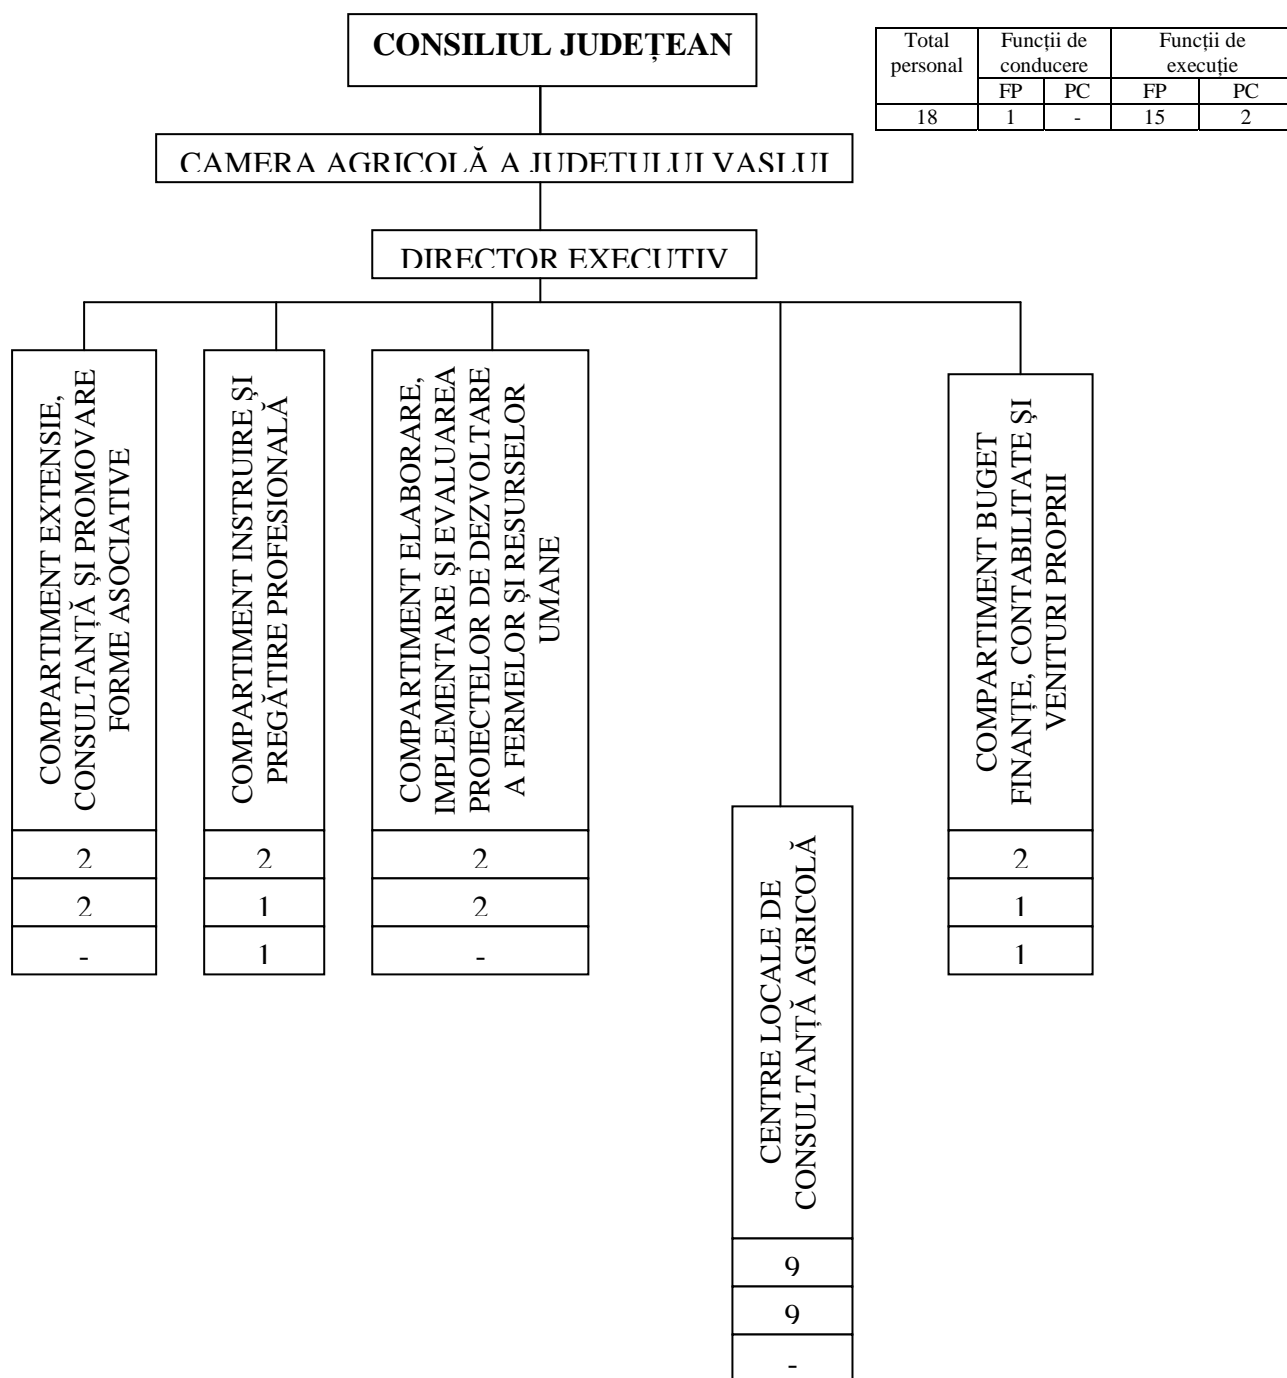 CONSILIUL JUDEȚEAN
Total personal
Funcții de conducere
Funcții de execuție
FP PC FP PC
18 1 - 15 2
CAMERA AGRICOLĂ A JUDEȚULUI VASLUI
DIRECTOR EXECUTIV
COMPARTIMENT EXTENSIE,
CONSULTANȚĂ ȘI PROMOVARE
FORME ASOCIATIVE
2
2
-
COMPARTIMENT INSTRUIRE ȘI
PREGĂTIRE PROFESIONALĂ
2
1
1
COMPARTIMENT ELABORARE,
IMPLEMENTARE ȘI EVALUAREA
PROIECTELOR DE DEZVOLTARE
A FERMELOR ȘI RESURSELOR
UMANE
2
2
-
CENTRE LOCALE DE
CONSULTANȚĂ AGRICOLĂ
9
9
-
COMPARTIMENT BUGET
FINANȚE, CONTABILITATE ȘI
VENITURI PROPRII
2
1
1